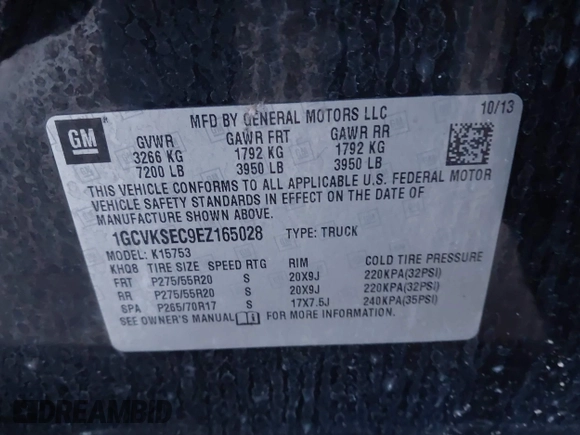 MFD BY GENERAL MOTORS LLC 10/13
GM
GVWR GAWR FRT GAWR RR
3266 KG 1792 KG 1792 KG
7200 LB 3950 LB 3950 LB
THIS VEHICLE CONFORMS TO ALL APPLICABLE U.S. FEDERAL MOTOR
VEHICLE SAFETY STANDARDS IN EFFECT ON THE DATE OF
MANUFACTURE SHOWN ABOVE.
1GCVKSEC9EZ165028 TYPE: TRUCK
MODEL: K15753
KHQ8 TIRE SIZE SPEED RTG RIM COLD TIRE PRESSURE
FRT P275/55R20 S 20X9J 220KPA(32PSI)
RR P275/55R20 S 20X9J 220KPA(32PSI)
SPA P265/70R17 S 17X7.5J 240KPA(35PSI)
SEE OWNER'S MANUAL FOR MORE INFORMATION.
DREAMBID